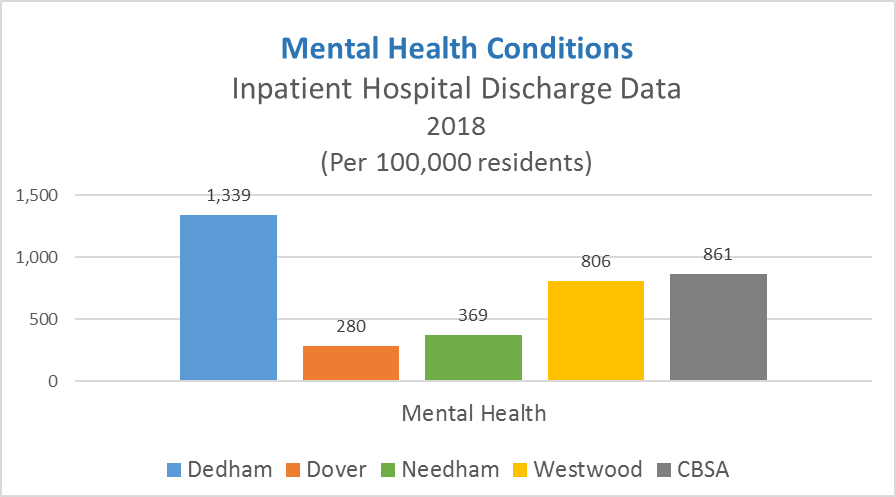 Mental Health Conditions
Inpatient Hospital Discharge Data
2018
(Per 100,000 residents)
1,500
1,000
500
0
1,339
280
369
806
861
Mental Health
Dedham
Dover
Needham
Westwood
CBSA